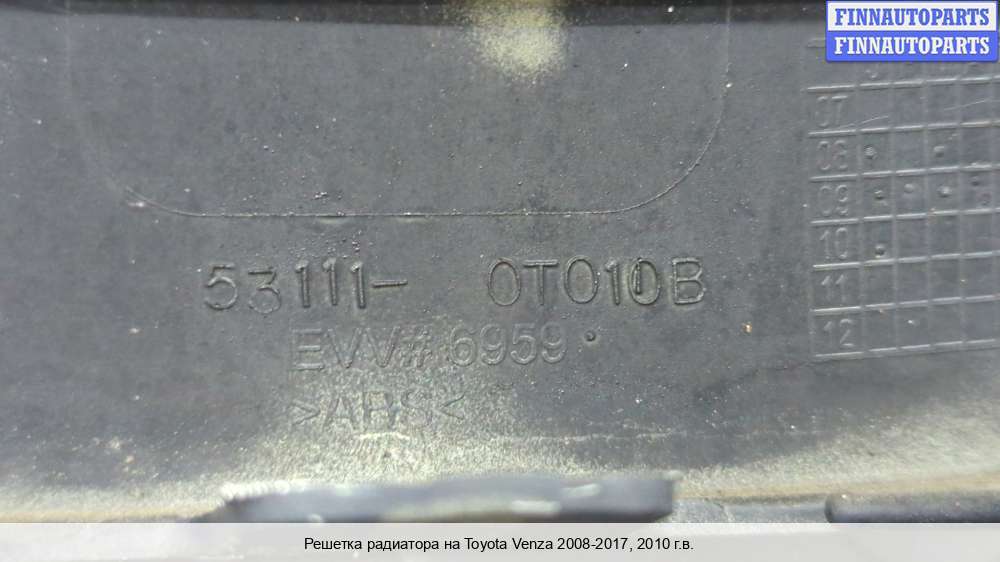 FINNAUTOPARTS
FINNAUTOPARTS
07
08
09
10
11
12
53111- 0T010B
EWW# 6959
>ABS<
Решетка радиатора на Toyota Venza 2008-2017, 2010 г.в.